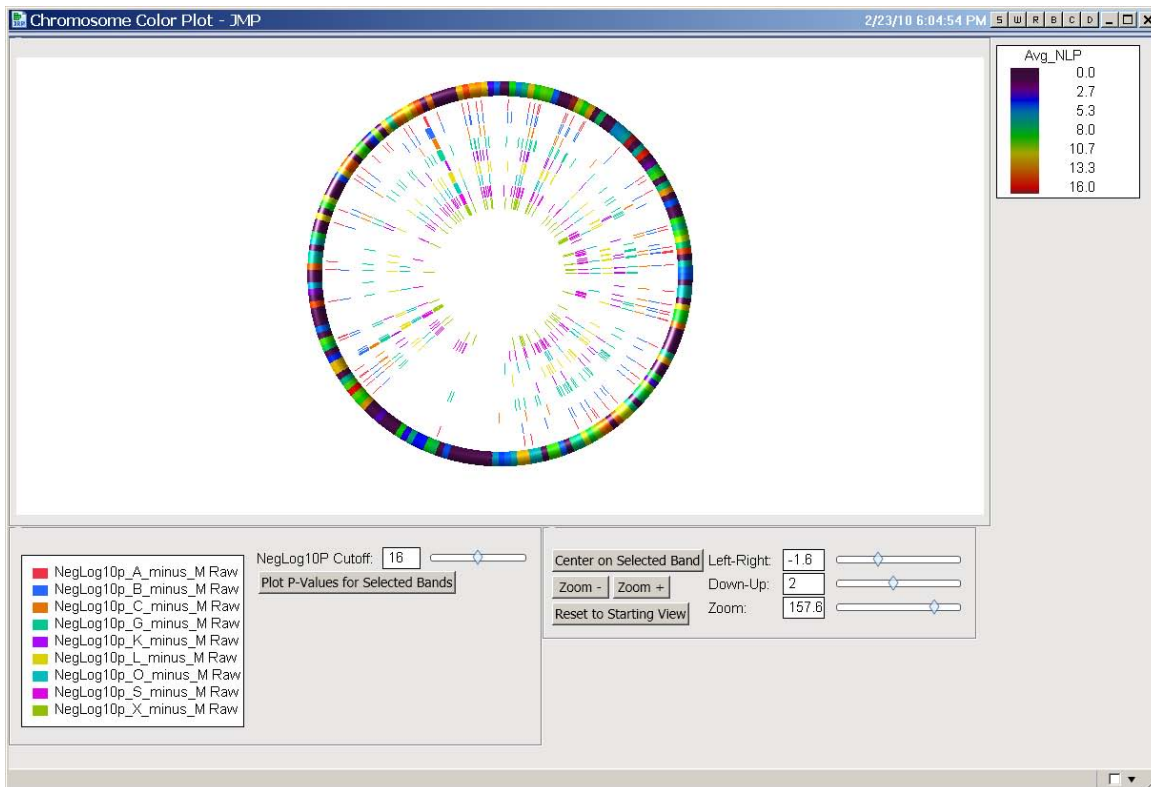 Chromosome Color Plot - JMP
2/23/10 6:04:54 PM
S W R B C D
Avg_NLP
0.0
2.7
5.3
8.0
10.7
13.3
16.0
NegLog10p_A_minus_M Raw
NegLog10p_B_minus_M Raw
NegLog10p_C_minus_M Raw
NegLog10p_G_minus_M Raw
NegLog10p_K_minus_M Raw
NegLog10p_L_minus_M Raw
NegLog10p_O_minus_M Raw
NegLog10p_S_minus_M Raw
NegLog10p_X_minus_M Raw
NegLog10P Cutoff: 16
Plot P-Values for Selected Bands
Center on Selected Band Left-Right: -1.6
Zoom - Zoom + Down-Up: 2
Reset to Starting View Zoom: 157.6